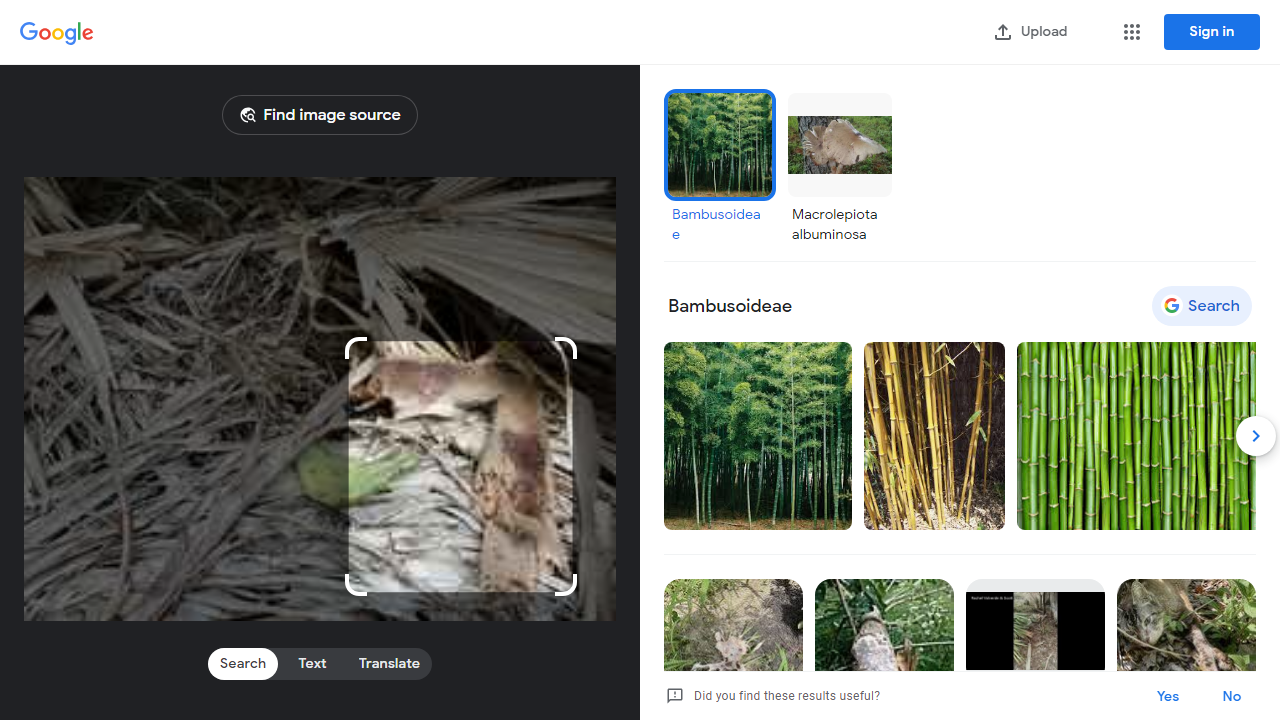 Google
Upload
Sign in
Find image source
Bambusoidea
e
Macrolepiota
albuminosa
Bambusoideae
Search
Search
Text
Translate
Did you find these results useful?
Yes
No